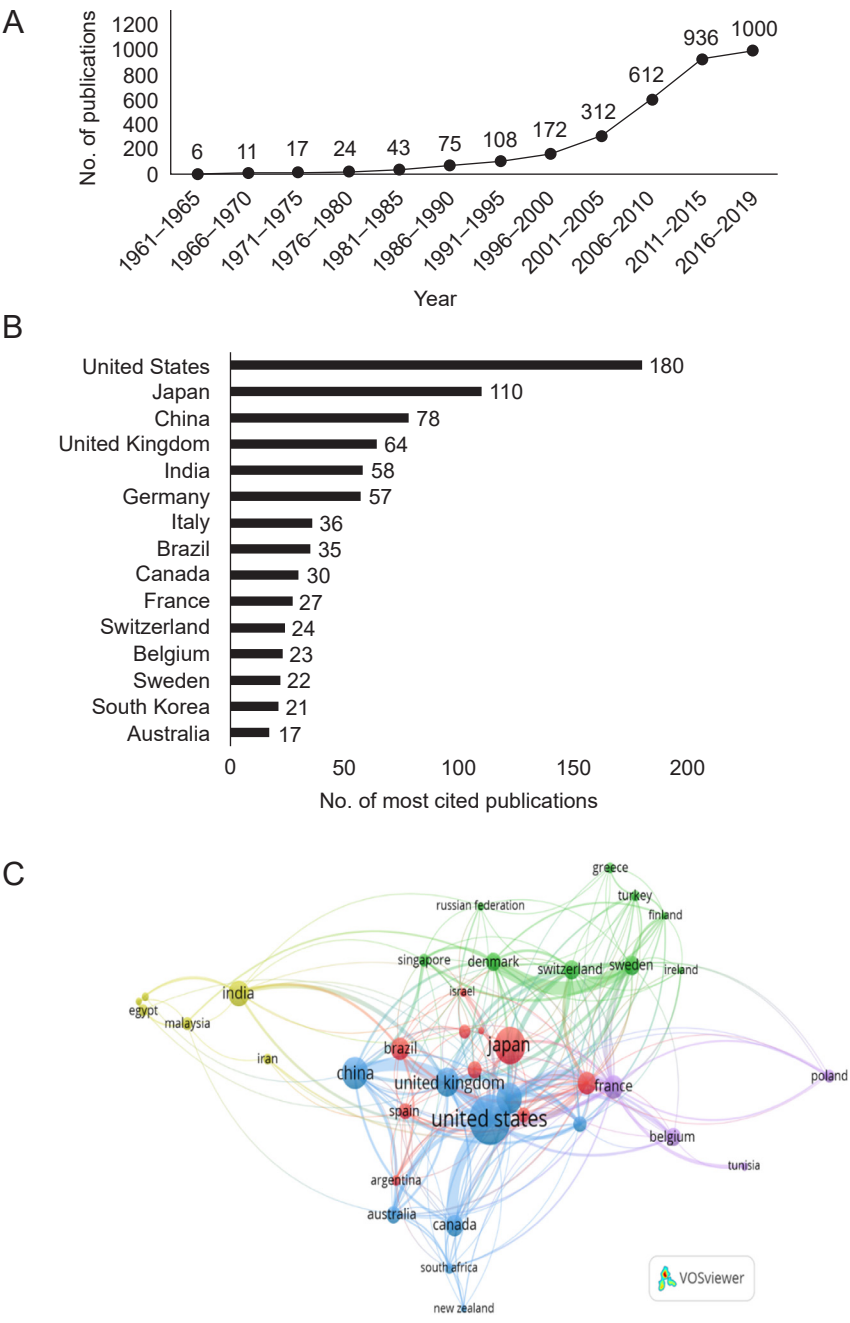 A
No. of publications
1200
1000
800
600
400
200
0
6
11
17
24
43
75
108
172
312
612
936
1000
1961–1965
1966–1970
1971–1975
1976–1980
1981–1985
1986–1990
1991–1995
1996–2000
2001–2005
2006–2010
2011–2015
2016–2019
Year
B
United States 180
Japan 110
China 78
United Kingdom 64
India 58
Germany 57
Italy 36
Brazil 35
Canada 30
France 27
Switzerland 24
Belgium 23
Sweden 22
South Korea 21
Australia 17
0 50 100 150 200
No. of most cited publications
C
greece
turkey
russian federation
finland
singapore
denmark
switzerland
sweden
ireland
israel
india
egypt
malaysia
iran
brazil
japan
china
united kingdom
france
poland
spain
united states
belgium
tunisia
argentina
australia
canada
south africa
new zealand
VOSviewer